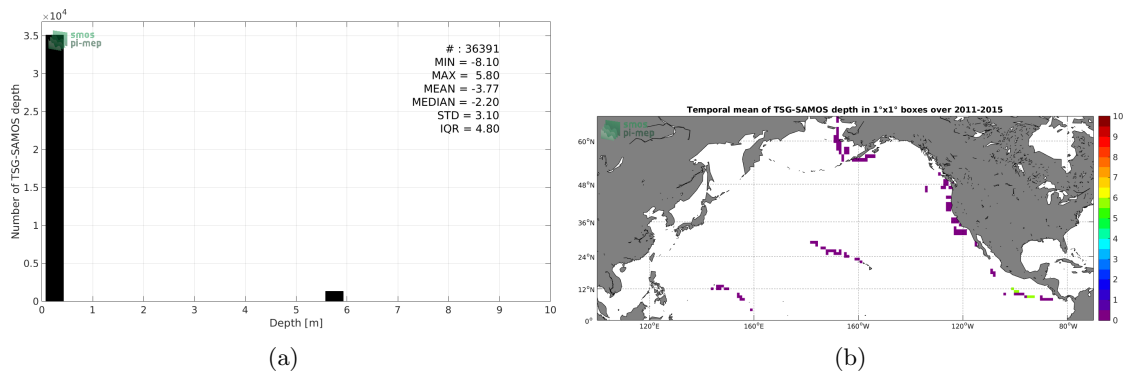 ×10⁴
smos
pi-mep
3.5
3
2.5
2
1.5
1
0.5
0
Number of TSG-SAMOS depth
# : 36391
MIN = -8.10
MAX = 5.80
MEAN = -3.77
MEDIAN = -2.20
STD = 3.10
IQR = 4.80
0 1 2 3 4 5 6 7 8 9 10
Depth [m]
(a)
Temporal mean of TSG-SAMOS depth in 1°x1° boxes over 2011-2015
smos
pi-mep
60°N
48°N
36°N
24°N
12°N
0°
120°E 160°E 160°W 120°W 80°W
10
9
8
7
6
5
4
3
2
1
0
(b)